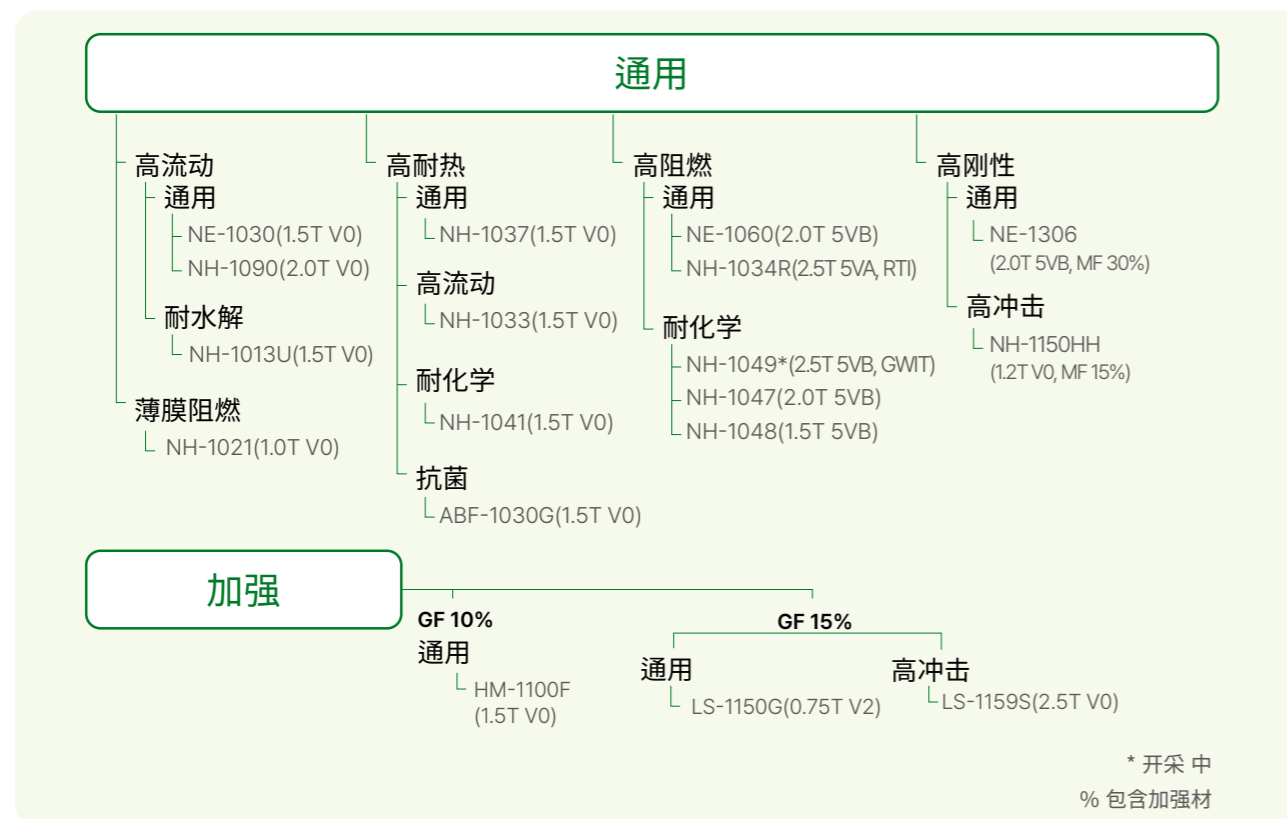 通用
高流动
通用
NE-1030(1.5T V0)
NH-1090(2.0T V0)
耐水解
NH-1013U(1.5T V0)
薄膜阻燃
NH-1021(1.0T V0)
高耐热
通用
NH-1037(1.5T V0)
高流动
NH-1033(1.5T V0)
耐化学
NH-1041(1.5T V0)
抗菌
ABF-1030G(1.5T V0)
高阻燃
通用
NE-1060(2.0T 5VB)
NH-1034R(2.5T 5VA, RTI)
耐化学
NH-1049*(2.5T 5VB, GWIT)
NH-1047(2.0T 5VB)
NH-1048(1.5T 5VB)
高刚性
通用
NE-1306
(2.0T 5VB, MF 30%)
高冲击
NH-1150HH
(1.2T V0, MF 15%)
加强
GF 10%
通用
HM-1100F
(1.5T V0)
GF 15%
通用
LS-1150G(0.75T V2)
高冲击
LS-1159S(2.5T V0)
* 开采 中
% 包含加强材